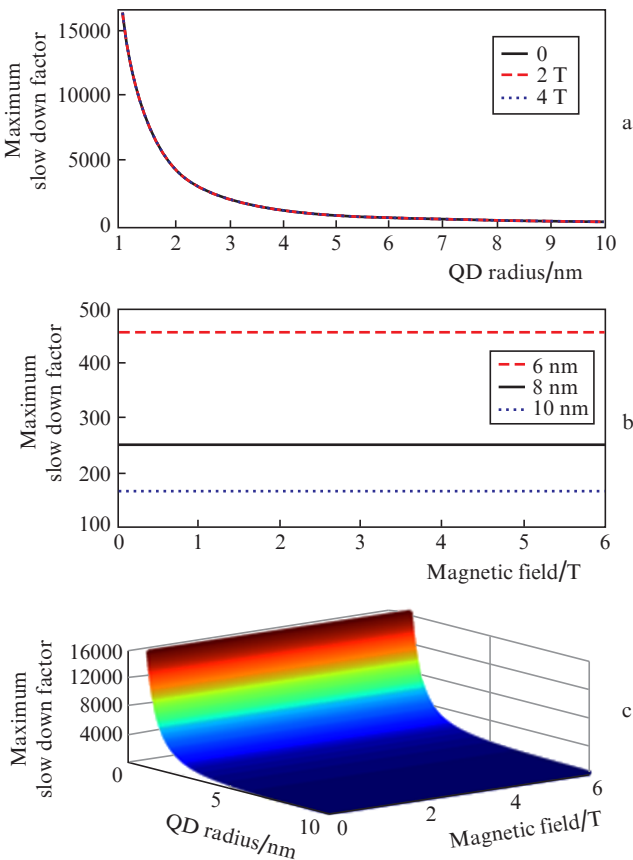 Maximum
slow down factor
15000
10000
5000
0
0
2 T
4 T
a
1 2 3 4 5 6 7 8 9 10
QD radius/nm
Maximum
slow down factor
500
400
300
200
100
6 nm
8 nm
10 nm
b
0 1 2 3 4 5 6
Magnetic field/T
Maximum
slow down factor
16000
12000
8000
4000
0
c
5
10
QD radius/nm
0
2
4
6
Magnetic field/T